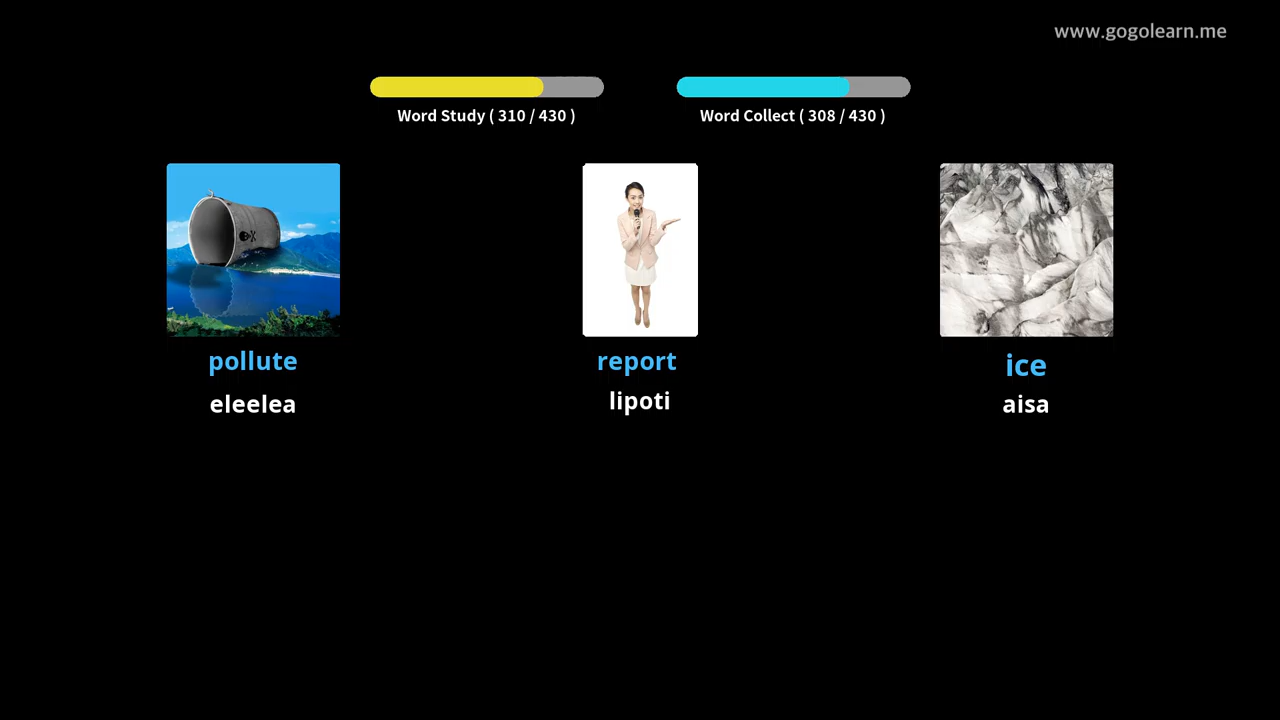 www.gogolearn.me
Word Study ( 310 / 430 )
Word Collect ( 308 / 430 )
pollute
report
ice
eleelea
lipoti
aisa